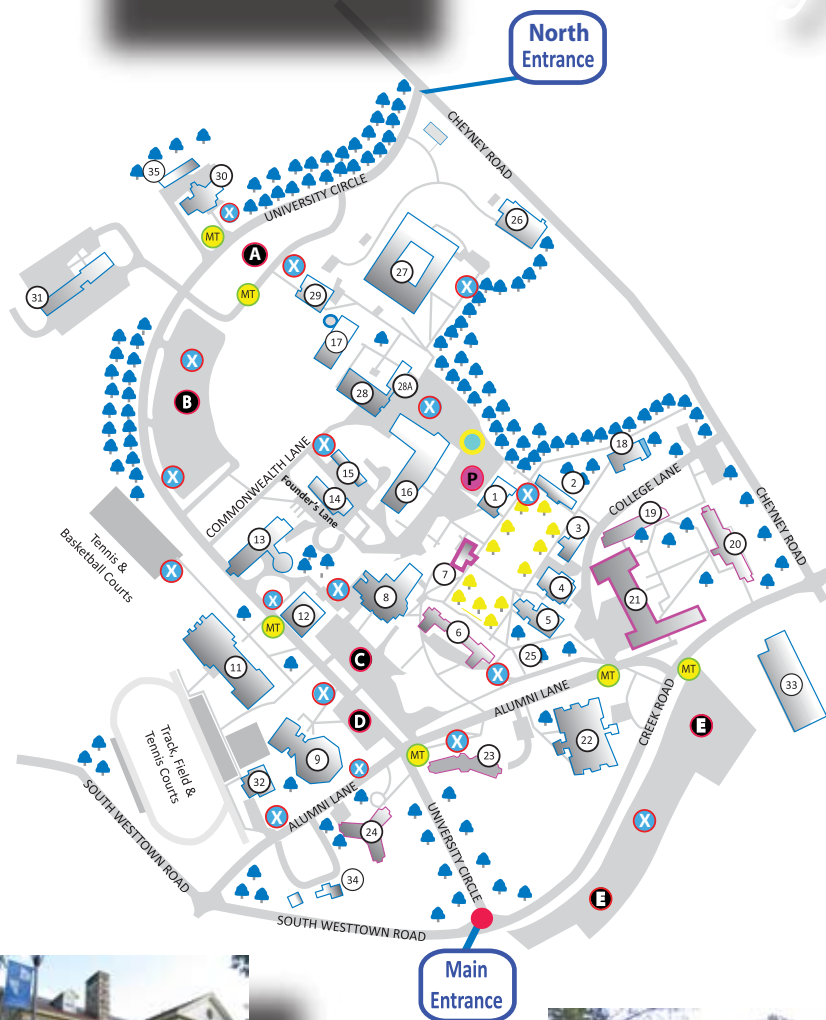 North
Entrance
CHEYNEY ROAD
35
30
X
UNIVERSITY CIRCLE
MT
26
A
X
27
31
29
X
MT
17
X
28
28A
B
X
18
COMMONWEALTH LANE
X
15
P
2
COLLEGE LANE
X
Founder's Lane
14
16
1
X
CHEYNEY ROAD
19
3
20
Tennis &
Basketball Courts
13
7
X
4
21
X
X
8
12
5
MT
6
25
11
C
X
MT
MT
33
X
ALUMNI LANE
CREEK ROAD
D
E
22
Track, Field &
Tennis Courts
9
X
MT
23
32
X
SOUTH WESTTOWN ROAD
X
ALUMNI LANE
UNIVERSITY CIRCLE
X
24
34
E
SOUTH WESTTOWN ROAD
Main
Entrance